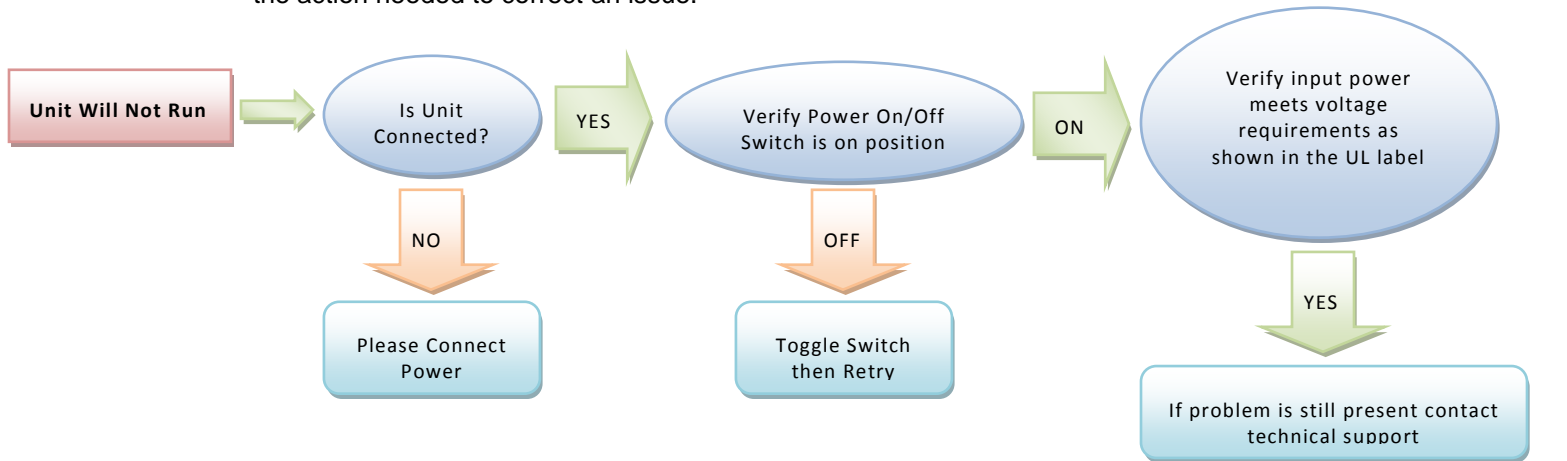 the action needed to correct an issue.
Unit Will Not Run
Is Unit
Connected?
YES
Verify Power On/Off
Switch is on position
ON
Verify input power
meets voltage
requirements as
shown in the UL label
NO
OFF
YES
Please Connect
Power
Toggle Switch
then Retry
If problem is still present contact
technical support